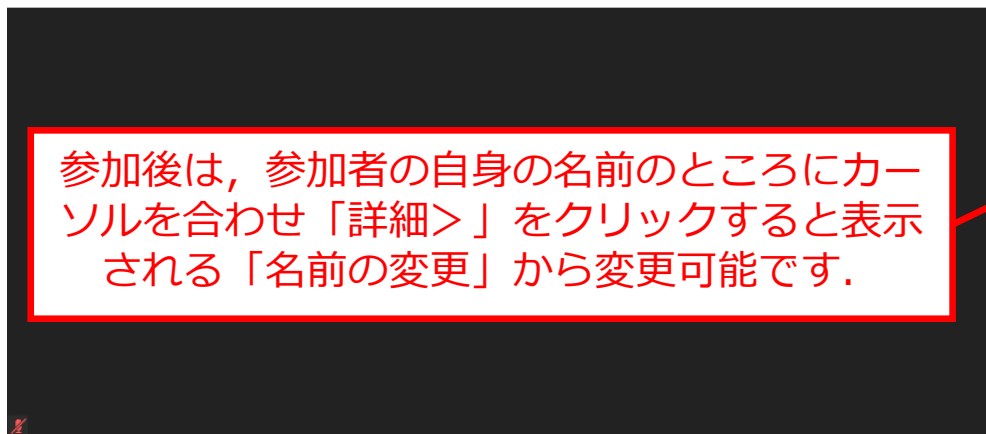 参加後は，参加者の自身の名前のところにカー
ソルを合わせ「詳細＞」をクリックすると表示
される「名前の変更」から変更可能です．